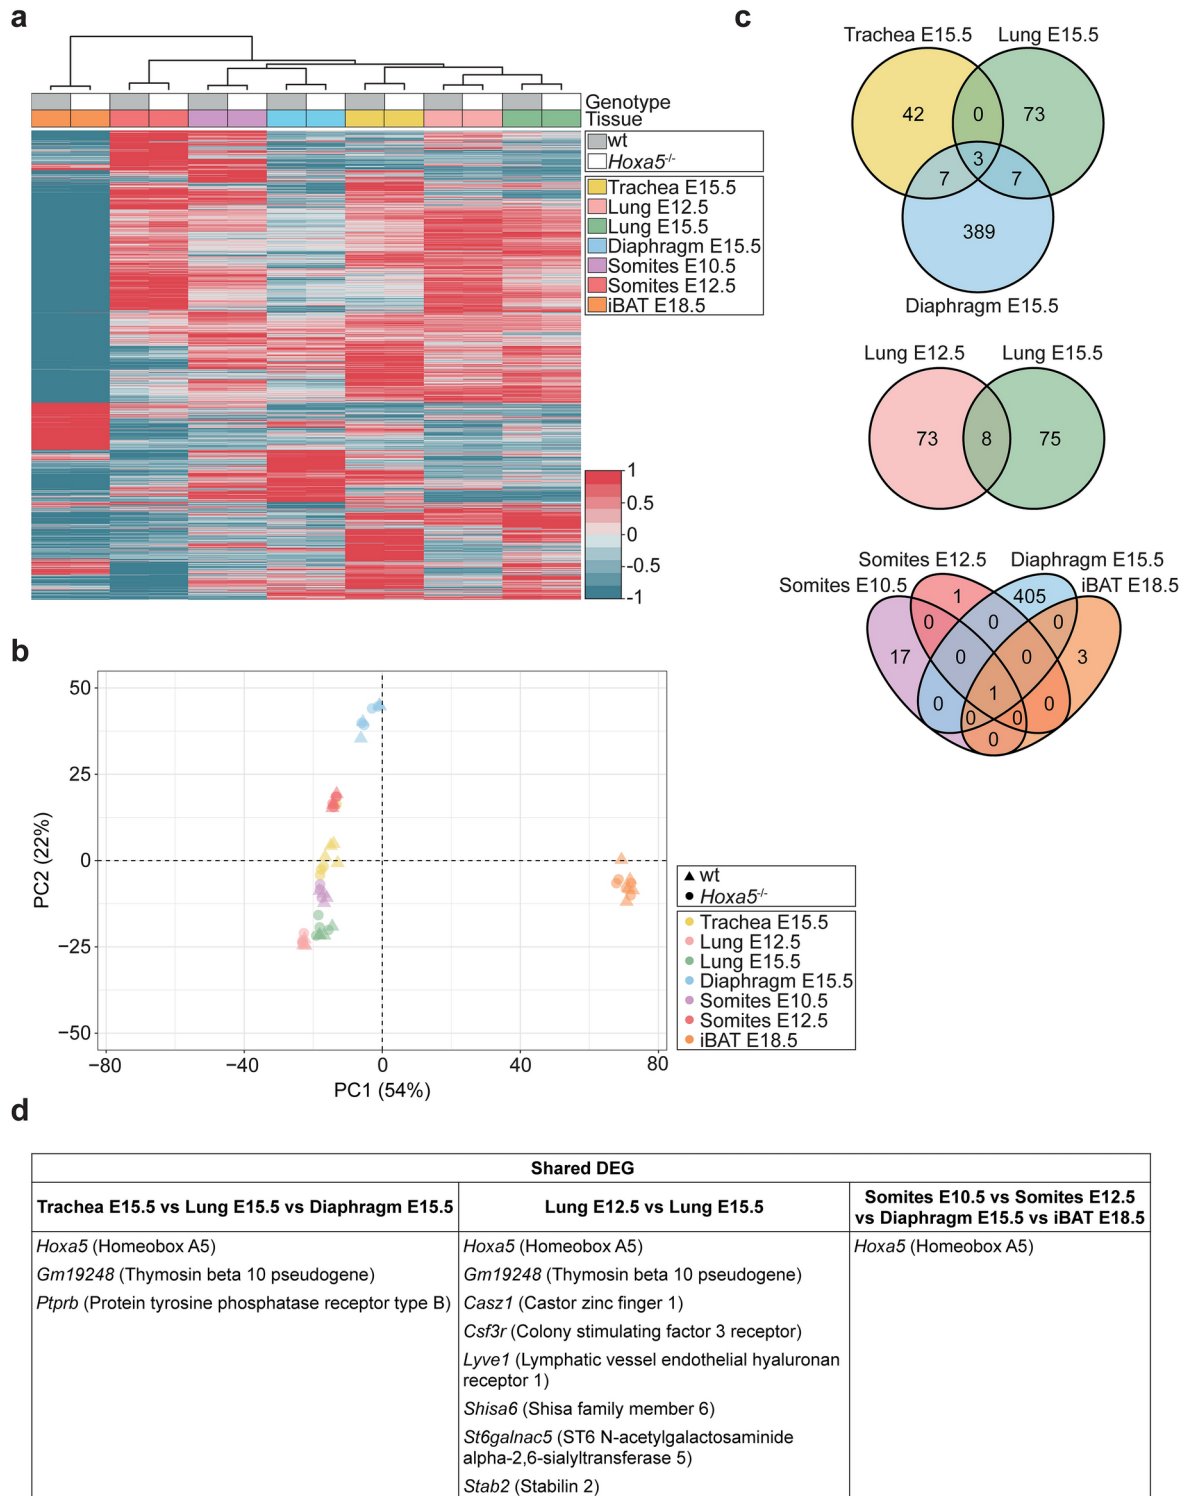 a
Genotype
Tissue
wt
Hoxa5-/-
Trachea E15.5
Lung E12.5
Lung E15.5
Diaphragm E15.5
Somites E10.5
Somites E12.5
iBAT E18.5
1
0.5
0
-0.5
-1
b
50
25
0
−25
−50
−80
−40
0
40
80
PC2 (22%)
PC1 (54%)
wt
Hoxa5-/-
Trachea E15.5
Lung E12.5
Lung E15.5
Diaphragm E15.5
Somites E10.5
Somites E12.5
iBAT E18.5
c
Trachea E15.5
Lung E15.5
42
0
73
3
7
7
389
Diaphragm E15.5
Lung E12.5
Lung E15.5
73
8
75
Somites E12.5
Diaphragm E15.5
Somites E10.5
iBAT E18.5
1
405
0
0
0
17
0
0
3
1
0
0
0
0
0
d
Shared DEG
Trachea E15.5 vs Lung E15.5 vs Diaphragm E15.5
Hoxa5 (Homeobox A5)
Gm19248 (Thymosin beta 10 pseudogene)
Ptprb (Protein tyrosine phosphatase receptor type B)
Lung E12.5 vs Lung E15.5
Hoxa5 (Homeobox A5)
Gm19248 (Thymosin beta 10 pseudogene)
Casz1 (Castor zinc finger 1)
Csf3r (Colony stimulating factor 3 receptor)
Lyve1 (Lymphatic vessel endothelial hyaluronan
receptor 1)
Shisa6 (Shisa family member 6)
St6galnac5 (ST6 N-acetylgalactosaminide
alpha-2,6-sialyltransferase 5)
Stab2 (Stabilin 2)
Somites E10.5 vs Somites E12.5
vs Diaphragm E15.5 vs iBAT E18.5
Hoxa5 (Homeobox A5)